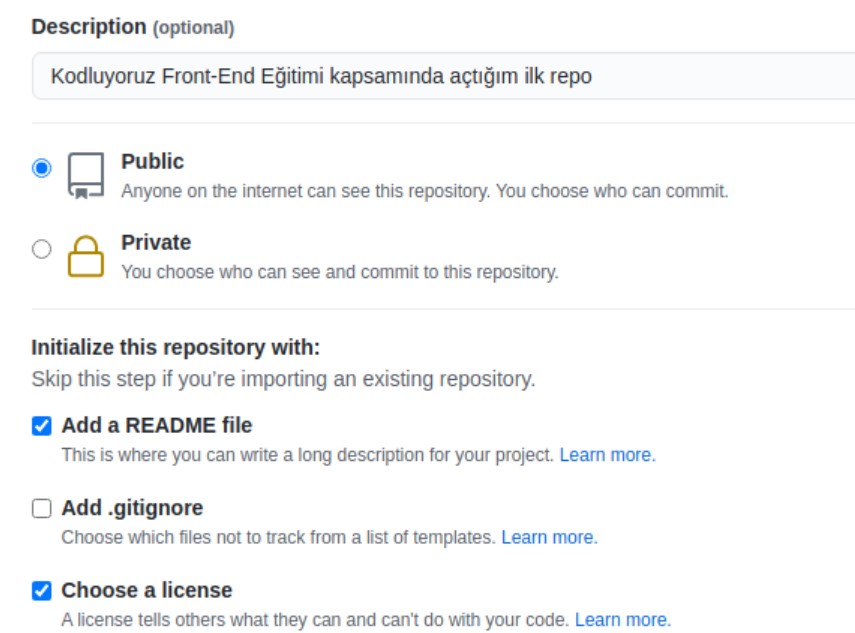 Description (optional)
Kodluyoruz Front-End Eğitimi kapsamında açtığım ilk repo
Public
Anyone on the internet can see this repository. You choose who can commit.
Private
You choose who can see and commit to this repository.
Initialize this repository with:
Skip this step if you’re importing an existing repository.
Add a README file
This is where you can write a long description for your project. Learn more.
Add .gitignore
Choose which files not to track from a list of templates. Learn more.
Choose a license
A license tells others what they can and can't do with your code. Learn more.